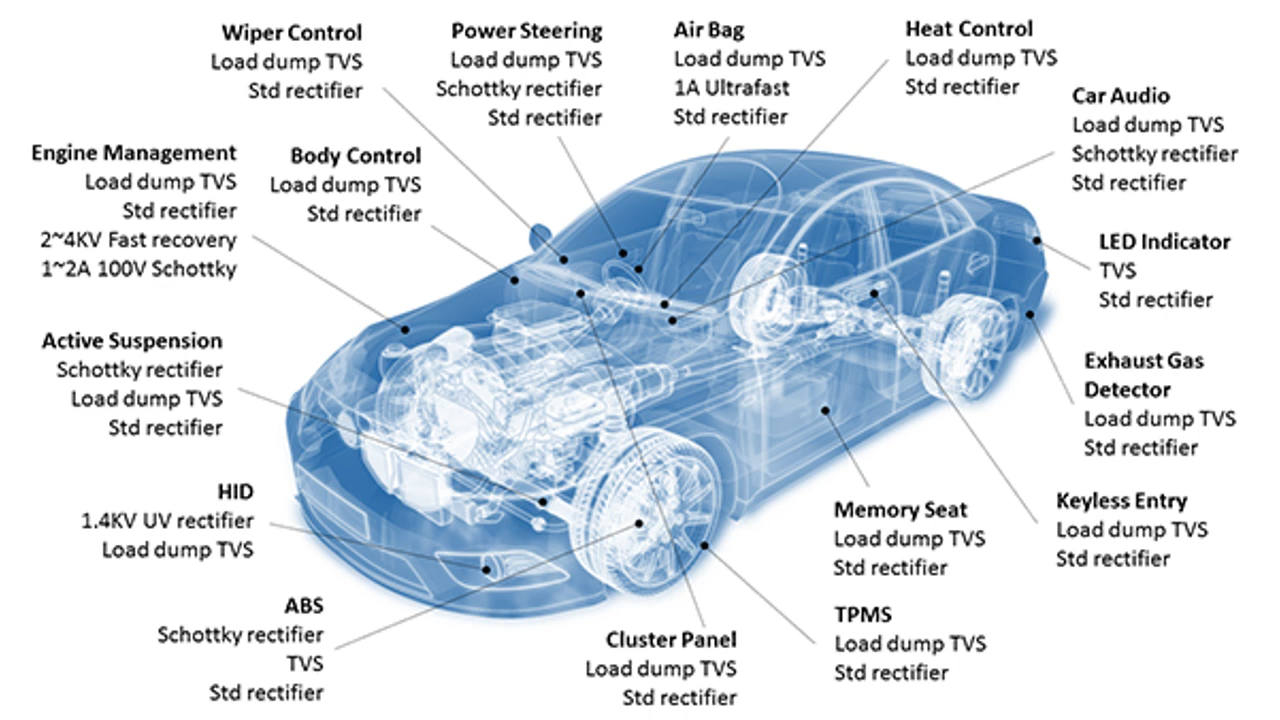 Wiper Control
Load dump TVS
Std rectifier
Power Steering
Load dump TVS
Schottky rectifier
Std rectifier
Air Bag
Load dump TVS
1A Ultrafast
Std rectifier
Heat Control
Load dump TVS
Std rectifier
Car Audio
Load dump TVS
Schottky rectifier
Std rectifier
Engine Management
Load dump TVS
Std rectifier
2~4KV Fast recovery
1~2A 100V Schottky
Body Control
Load dump TVS
Std rectifier
LED Indicator
TVS
Std rectifier
Active Suspension
Schottky rectifier
Load dump TVS
Std rectifier
Exhaust Gas
Detector
Load dump TVS
Std rectifier
HID
1.4KV UV rectifier
Load dump TVS
Memory Seat
Load dump TVS
Std rectifier
Keyless Entry
Load dump TVS
Std rectifier
ABS
Schottky rectifier
TVS
Std rectifier
Cluster Panel
Load dump TVS
Std rectifier
TPMS
Load dump TVS
Std rectifier